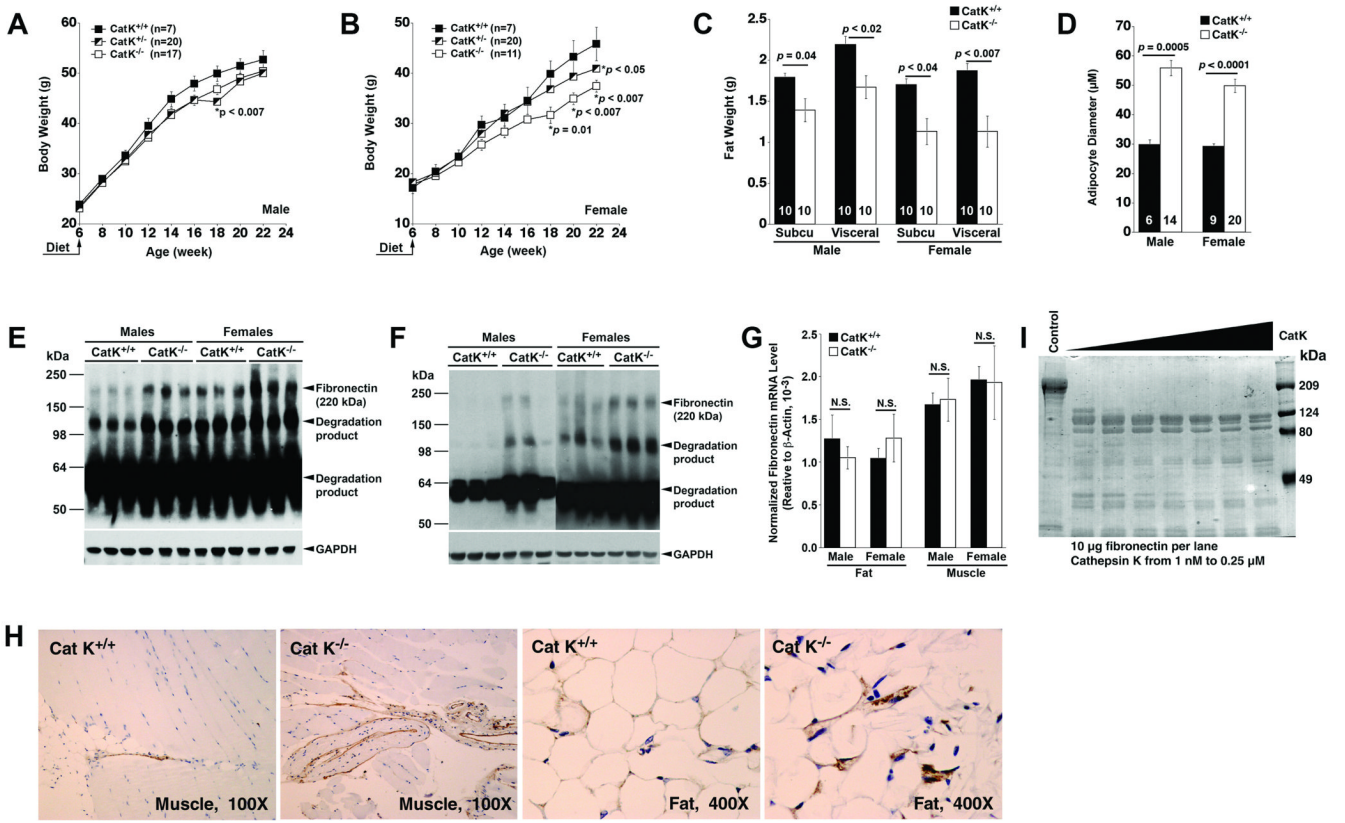 A
CatK+/+ (n=7)
CatK+/- (n=20)
CatK-/- (n=17)
Body Weight (g)
60
50
40
30
20
*p < 0.007
Male
6 8 10 12 14 16 18 20 22 24
Diet
Age (week)
B
CatK+/+ (n=7)
CatK+/- (n=20)
CatK-/- (n=11)
Body Weight (g)
50
40
30
20
10
*p < 0.05
*p < 0.007
*p < 0.007
*p = 0.01
Female
6 8 10 12 14 16 18 20 22 24
Diet
Age (week)
C
CatK+/+
CatK-/-
Fat Weight (g)
2.5
2
1.5
1
0.5
0
p = 0.04
p < 0.02
p < 0.04
p < 0.007
10 10 10 10 10 10 10 10
Subcu Visceral Subcu Visceral
Male Female
D
CatK+/+
CatK-/-
Adipocyte Diameter (µM)
70
60
50
40
30
20
10
0
p = 0.0005
p < 0.0001
6 14 9 20
Male Female
E
Males Females
kDa CatK+/+ CatK-/- CatK+/+ CatK-/-
250
150
98
64
50
Fibronectin
(220 kDa)
Degradation
product
Degradation
product
GAPDH
F
Males Females
CatK+/+ CatK-/- CatK+/+ CatK-/-
kDa
250
150
98
64
50
Fibronectin
(220 kDa)
Degradation
product
Degradation
product
GAPDH
G
Normalized Fibronectin mRNA Level
(Reative to β-Actin, 10-3)
CatK+/+
CatK-/-
2.5
2.0
1.5
1.0
0.5
0.0
N.S. N.S. N.S. N.S.
Male Female Male Female
Fat Muscle
I
Control
CatK
kDa
209
124
80
49
10 µg fibronectin per lane
Cathepsin K from 1 nM to 0.25 µM
H
Cat K+/+
Muscle, 100X
Cat K-/-
Muscle, 100X
Cat K+/+
Fat, 400X
Cat K-/-
Fat, 400X